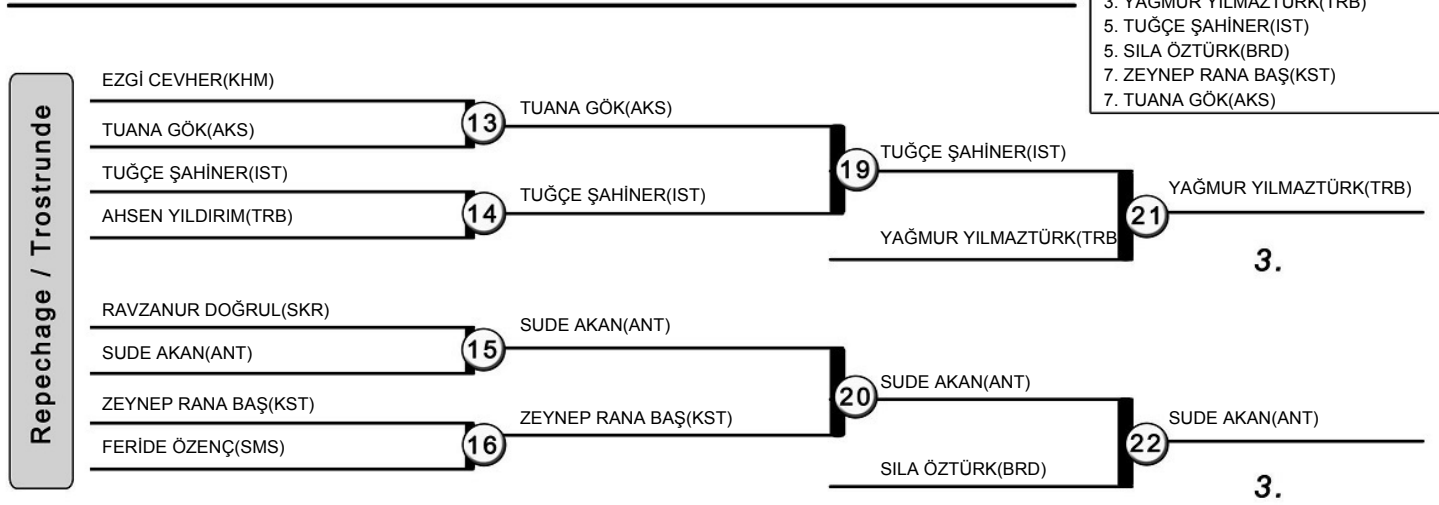 3. YAĞMUR YILMAZTÜRK(TRB)
5. TUĞÇE ŞAHİNER(IST)
5. SILA ÖZTÜRK(BRD)
7. ZEYNEP RANA BAŞ(KST)
7. TUANA GÖK(AKS)
Repechage / Trostrunde
EZGİ CEVHER(KHM)
TUANA GÖK(AKS)
13
TUANA GÖK(AKS)
TUĞÇE ŞAHİNER(IST)
AHSEN YILDIRIM(TRB)
14
TUĞÇE ŞAHİNER(IST)
19
TUĞÇE ŞAHİNER(IST)
YAĞMUR YILMAZTÜRK(TRB
21
YAĞMUR YILMAZTÜRK(TRB)
3.
RAVZANUR DOĞRUL(SKR)
SUDE AKAN(ANT)
15
SUDE AKAN(ANT)
ZEYNEP RANA BAŞ(KST)
FERİDE ÖZENÇ(SMS)
16
ZEYNEP RANA BAŞ(KST)
20
SUDE AKAN(ANT)
SILA ÖZTÜRK(BRD)
22
SUDE AKAN(ANT)
3.